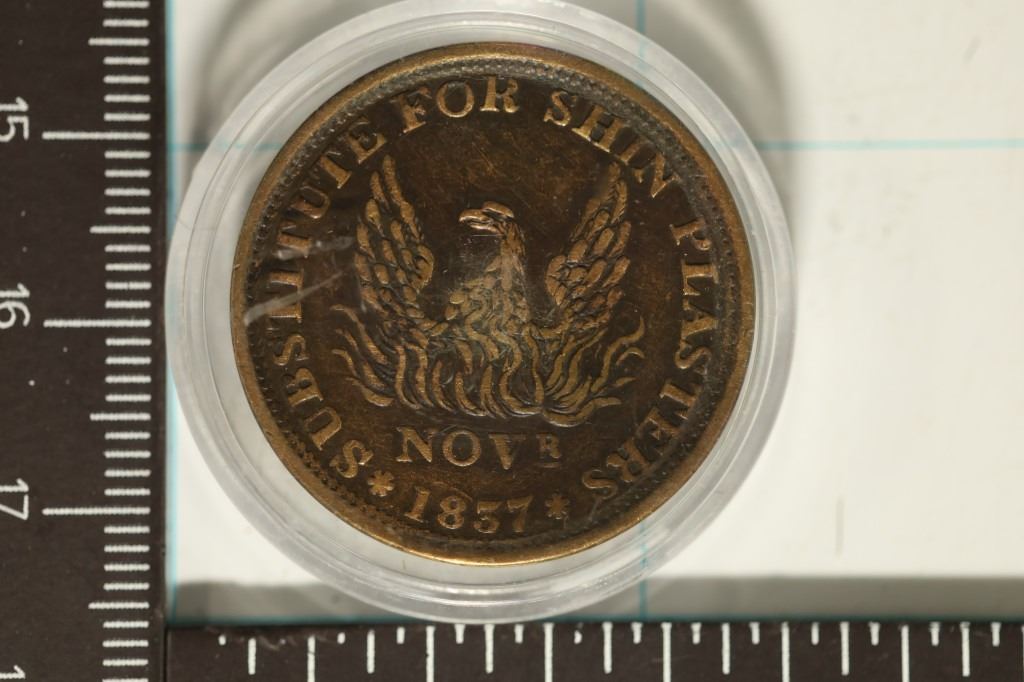 SUBSTITUTE FOR SHIN PLASTERS
NOVR
* 1837 *
15
16
17